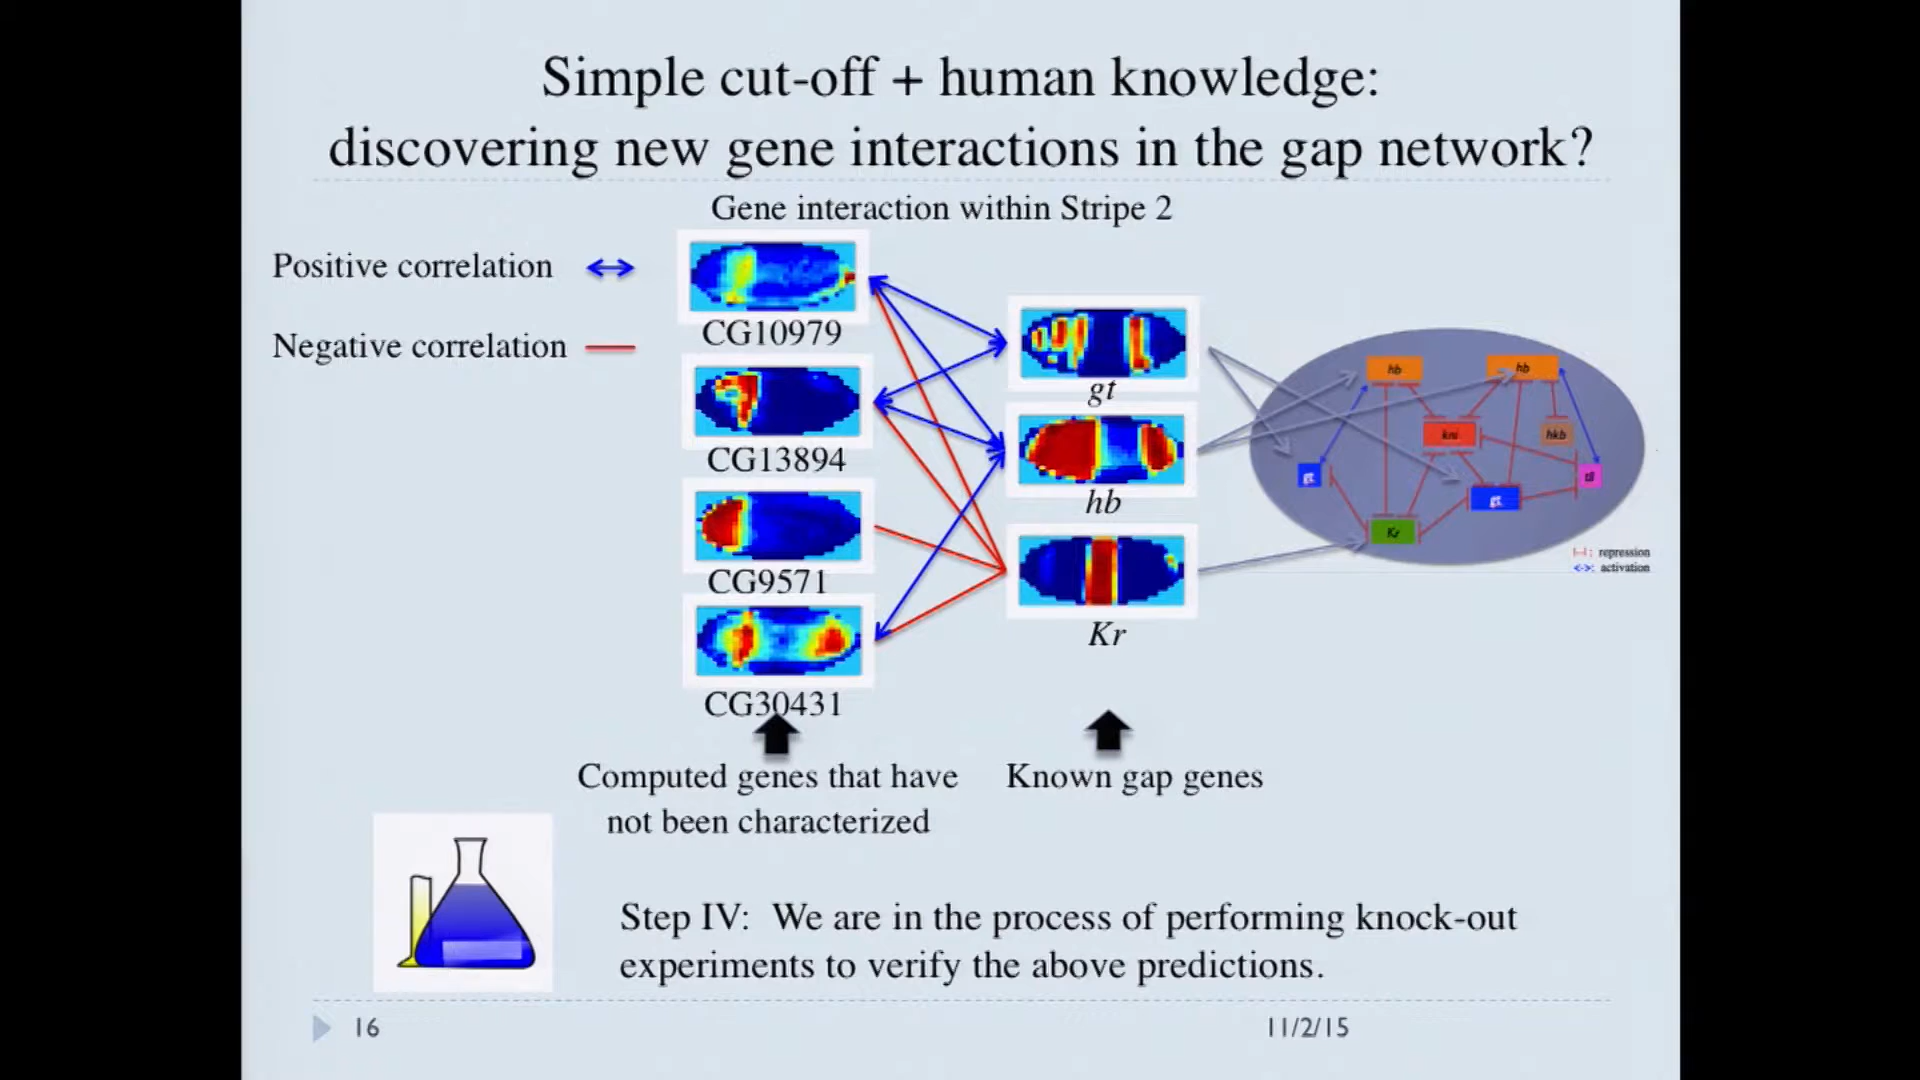 Simple cut-off + human knowledge:
discovering new gene interactions in the gap network?
Gene interaction within Stripe 2
Positive correlation
Negative correlation
CG10979
CG13894
CG9571
CG30431
gt
hb
Kr
hb
hb
kni
hkb
gt
gt
tll
Kr
: repression
: activation
Computed genes that have
not been characterized
Known gap genes
Step IV: We are in the process of performing knock-out
experiments to verify the above predictions.
16
11/2/15